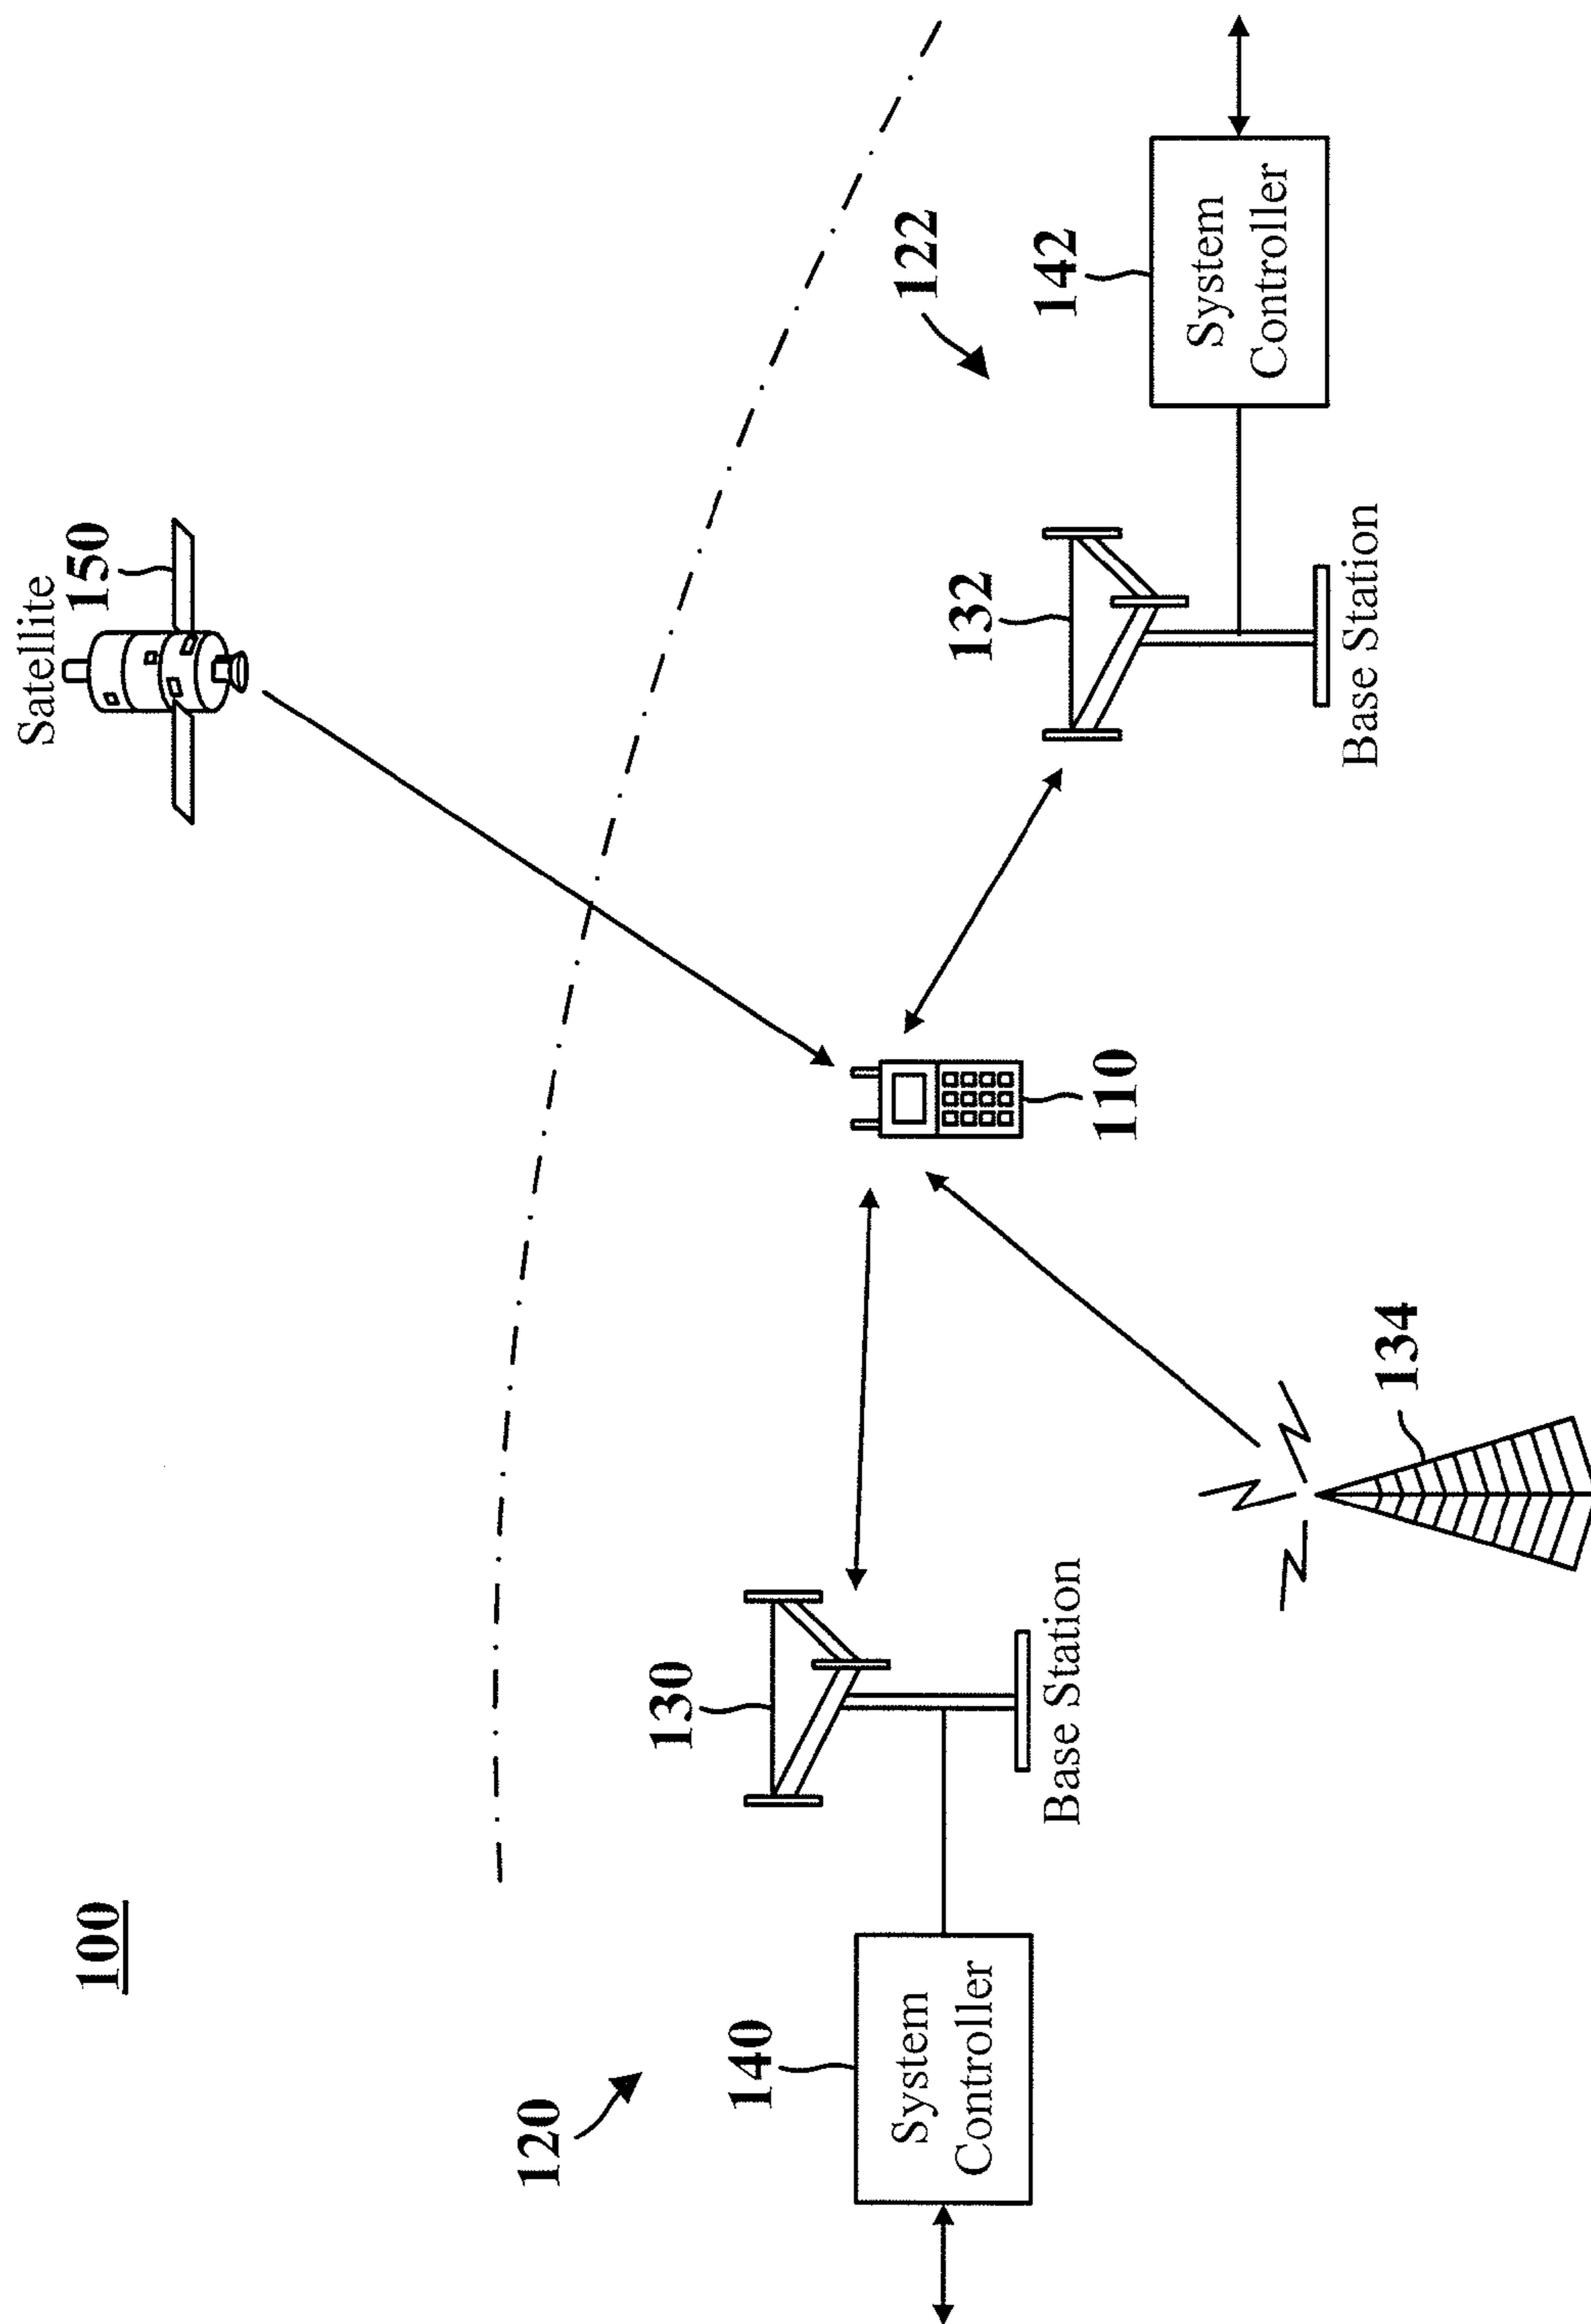 100
Satellite
150
120
140
System
Controller
130
Base Station
134
110
122
132
Base Station
142
System
Controller